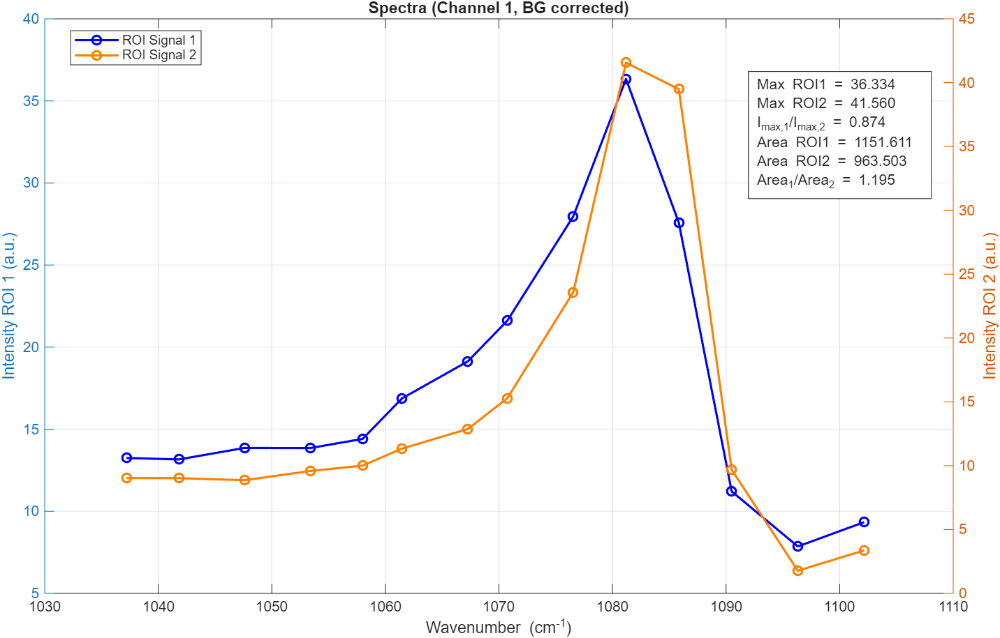 Spectra (Channel 1, BG corrected)
ROI Signal 1
ROI Signal 2
Max ROI1 = 36.334
Max ROI2 = 41.560
Imax,1/Imax,2 = 0.874
Area ROI1 = 1151.611
Area ROI2 = 963.503
Area1/Area2 = 1.195
Intensity ROI 1 (a.u.)
40
35
30
25
20
15
10
5
Intensity ROI 2 (a.u.)
45
40
35
30
25
20
15
10
5
0
1030 1040 1050 1060 1070 1080 1090 1100 1110
Wavenumber (cm-1)